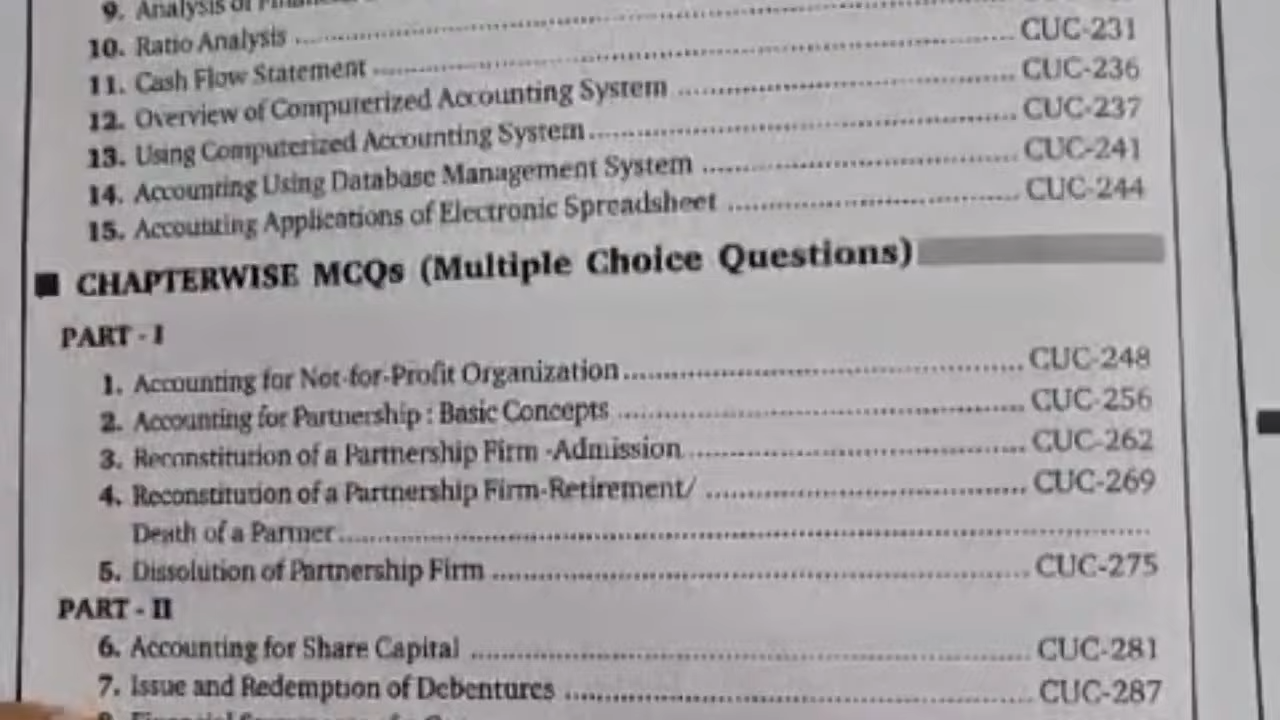 9. Analysis of
10. Ratio Analysis
11. Cash Flow Statement CUC-231
12. Overview of Computerized Accounting System CUC-236
13. Using Computerized Accounting System CUC-237
14. Accounting Using Database Management System CUC-241
15. Accounting Applications of Electronic Spreadsheet CUC-244
■ CHAPTERWISE MCQs (Multiple Choice Questions)
PART - I
1. Accounting for Not-for-Profit Organization CUC-248
2. Accounting for Partnership : Basic Concepts CUC-256
3. Reconstitution of a Partnership Firm -Admission CUC-262
4. Reconstitution of a Partnership Firm-Retirement/ CUC-269
Death of a Partner
5. Dissolution of Partnership Firm CUC-275
PART - II
6. Accounting for Share Capital CUC-281
7. Issue and Redemption of Debentures CUC-287